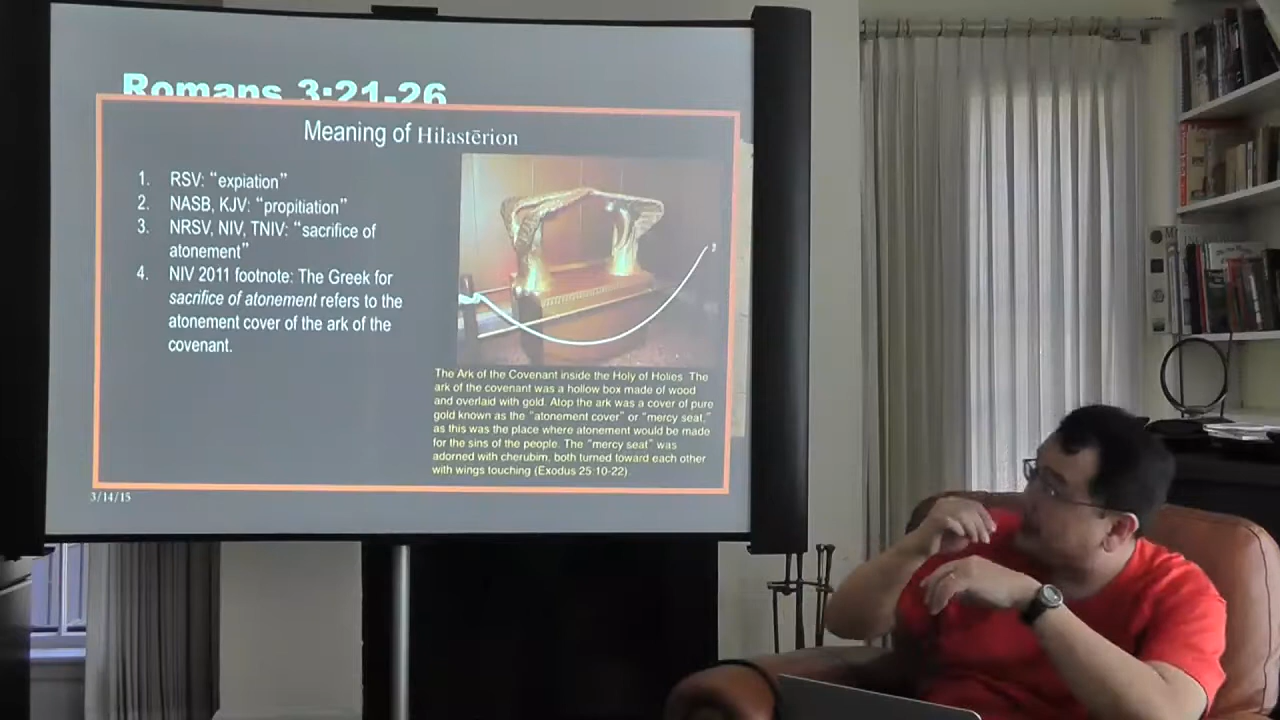 Romans 3:21-26
Meaning of Hilastērion
1. RSV: “expiation”
2. NASB, KJV: “propitiation”
3. NRSV, NIV, TNIV: “sacrifice of
atonement”
4. NIV 2011 footnote: The Greek for
sacrifice of atonement refers to the
atonement cover of the ark of the
covenant.
The Ark of the Covenant inside the Holy of Holies. The
ark of the covenant was a hollow box made of wood
and overlaid with gold. Atop the ark was a cover of pure
gold known as the “atonement cover” or “mercy seat,”
as this was the place where atonement would be made
for the sins of the people. The “mercy seat” was
adorned with cherubim, both turned toward each other
with wings touching (Exodus 25:10-22).
3/14/15